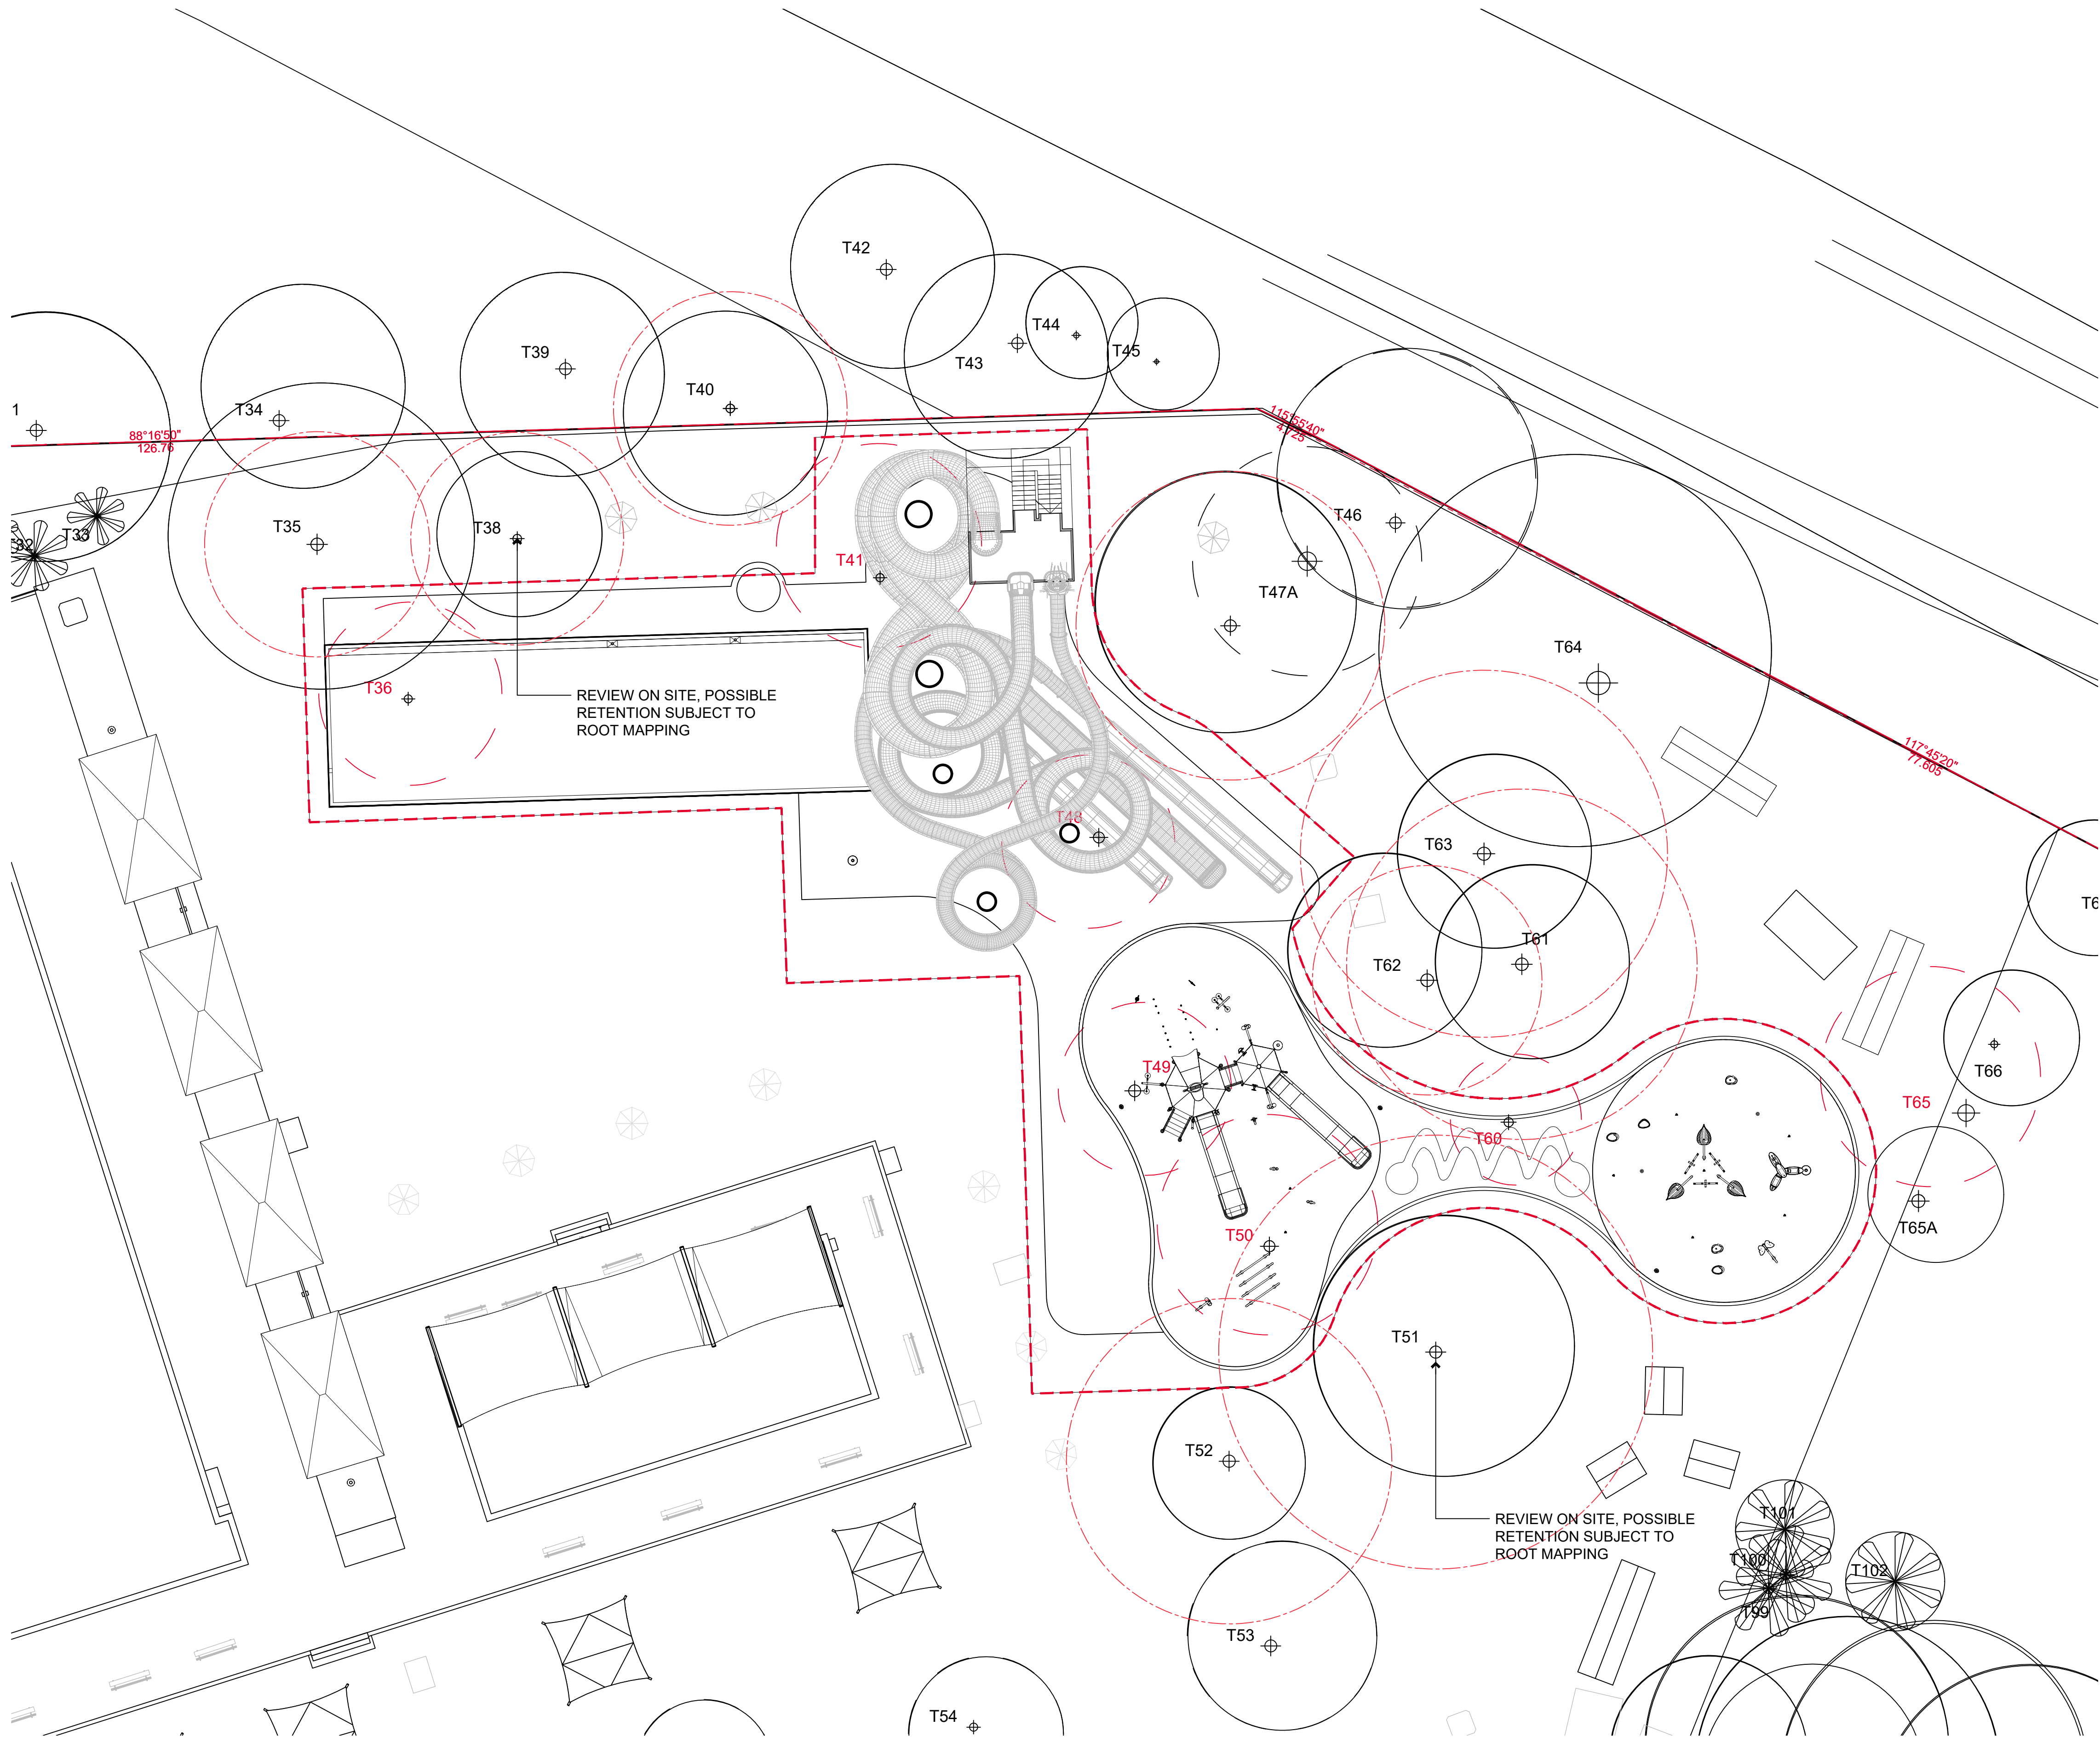 T42
T44
T45
T43
T39
T40
1
T34
88°16'50"
126.76
115°55'40"
4.725
T46
T33
T35
T38
T41
T47A
T64
T36
REVIEW ON SITE, POSSIBLE
RETENTION SUBJECT TO
ROOT MAPPING
117°45'20"
77.605
T48
T63
T6
T61
T62
T49
T66
T65
T60
T50
T65A
T51
T52
REVIEW ON SITE, POSSIBLE
RETENTION SUBJECT TO
ROOT MAPPING
T101
T100
T102
T99
T53
T54